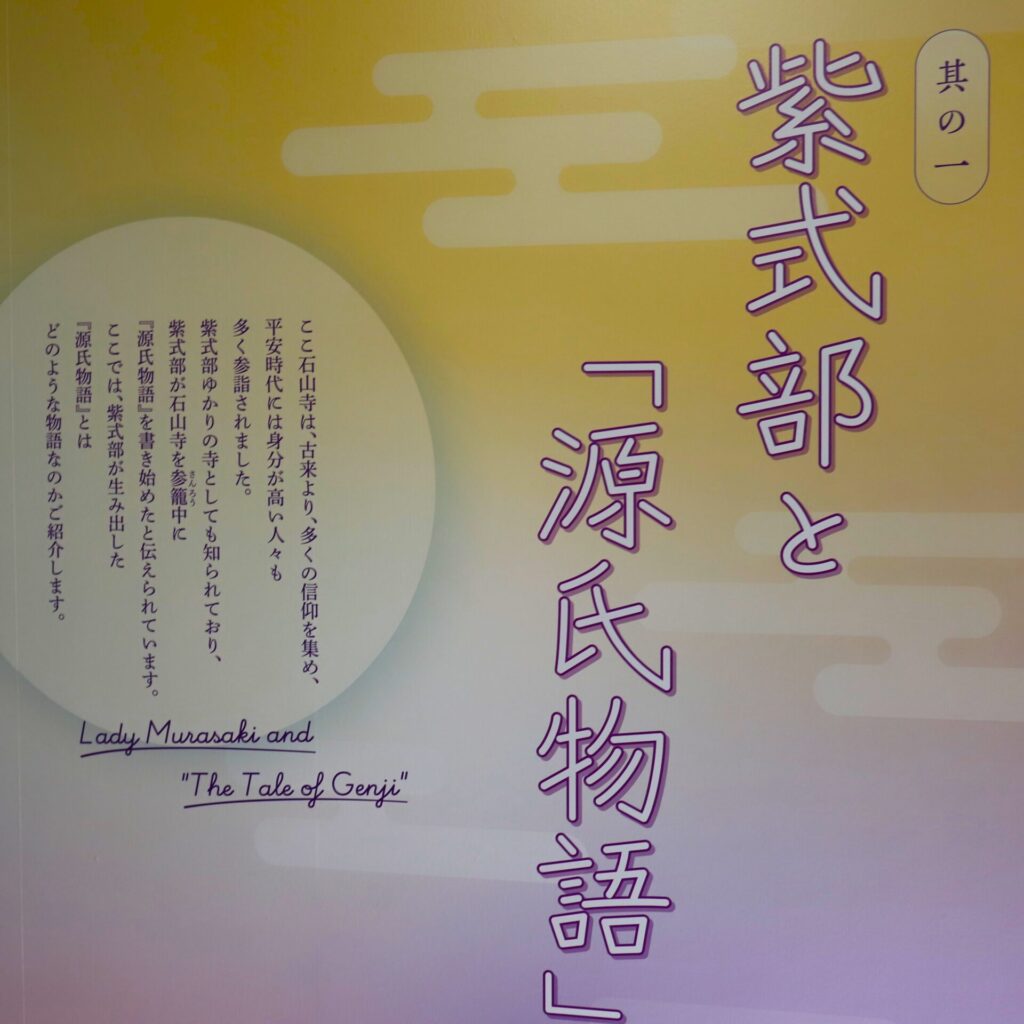 其の一
紫式部と
「源氏物語」
ここ石山寺は、古来より、多くの信仰を集め、
平安時代には身分が高い人々も
多く参詣されました。
紫式部ゆかりの寺としても知られており、
紫式部が石山寺を参籠中に
さんろう
『源氏物語』を書き始めたと伝えられています。
ここでは、紫式部が生み出した
『源氏物語』とは
どのような物語なのかご紹介します。
Lady Murasaki and
"The Tale of Genji"